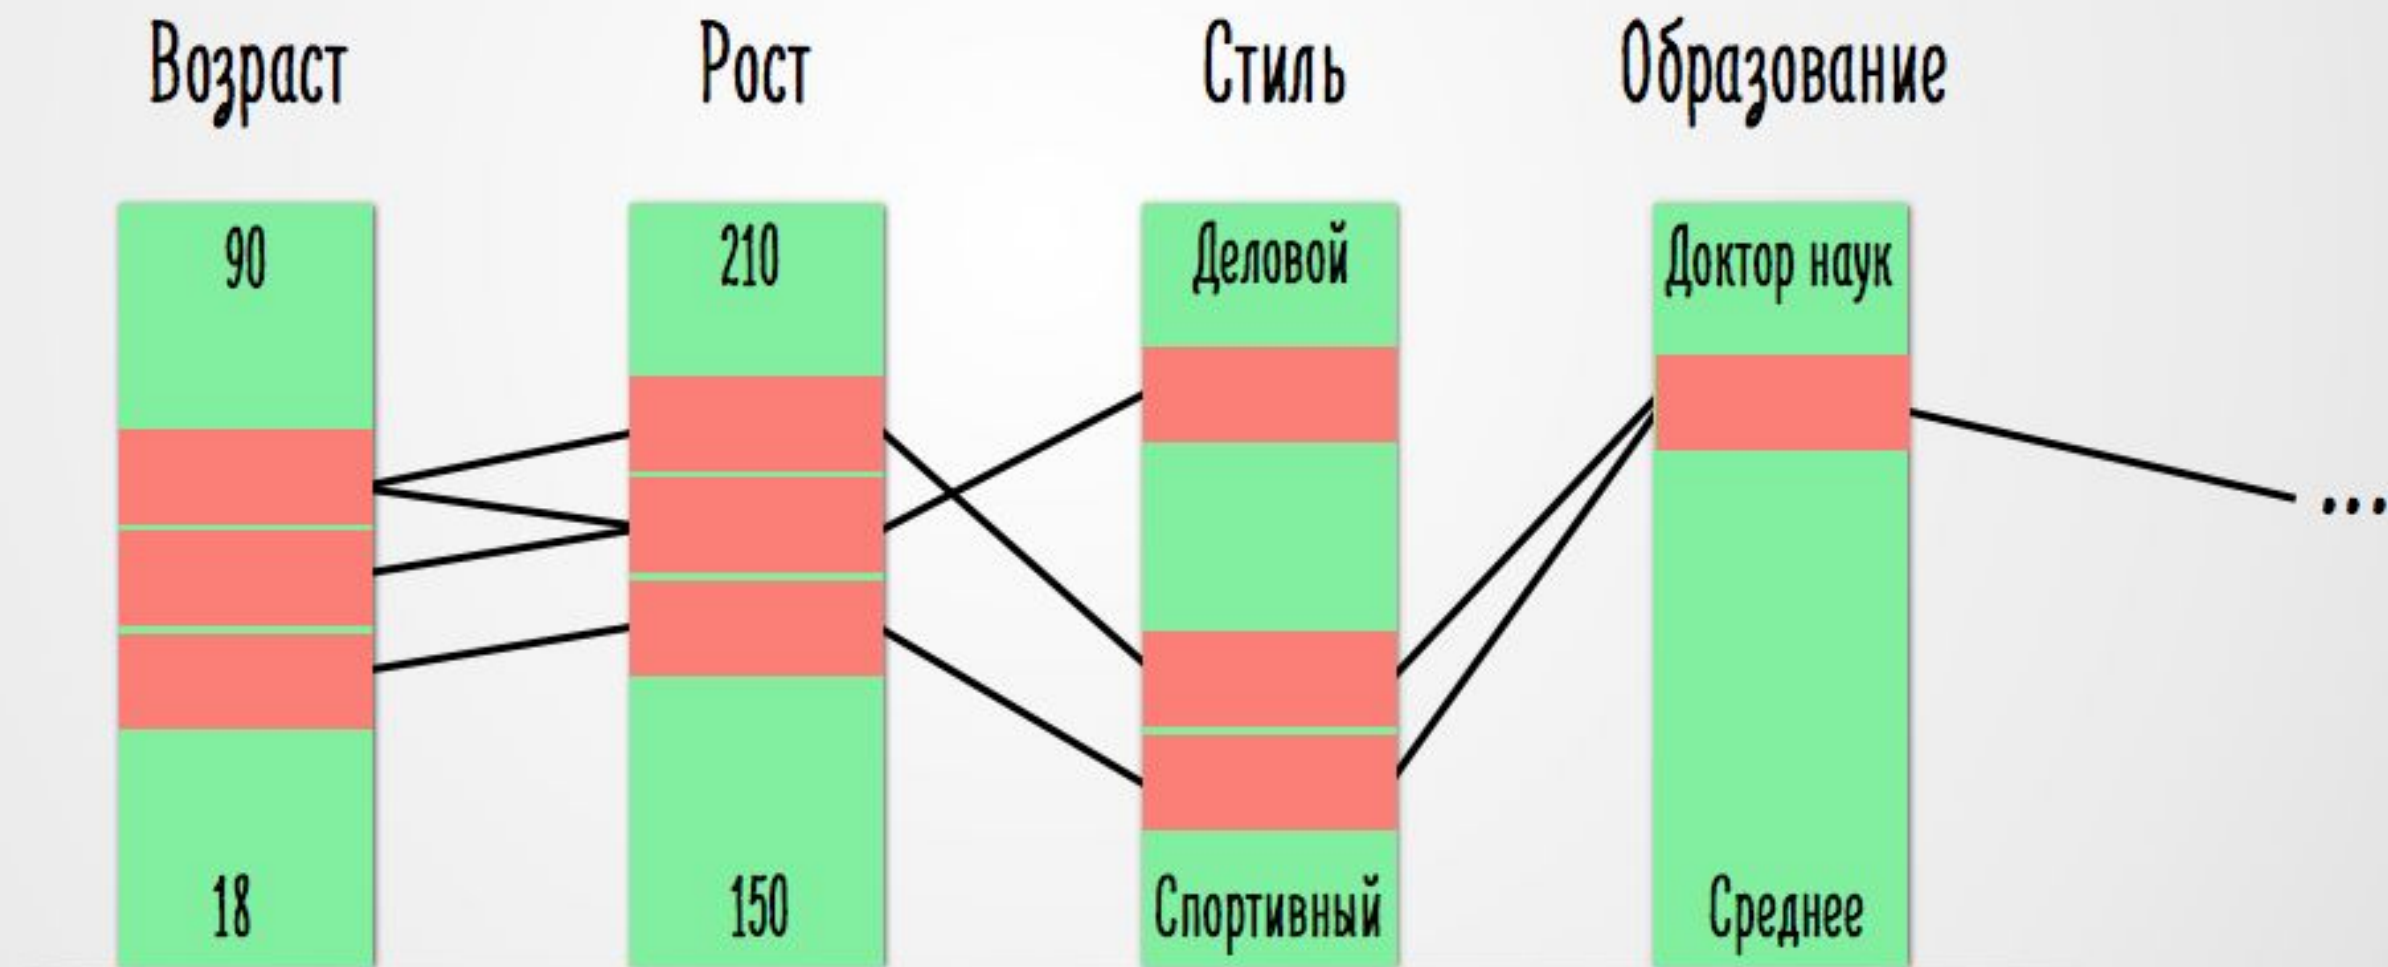 Возраст
Рост
Стиль
Образование
90
210
Деловой
Доктор наук
...
18
150
Спортивный
Среднее